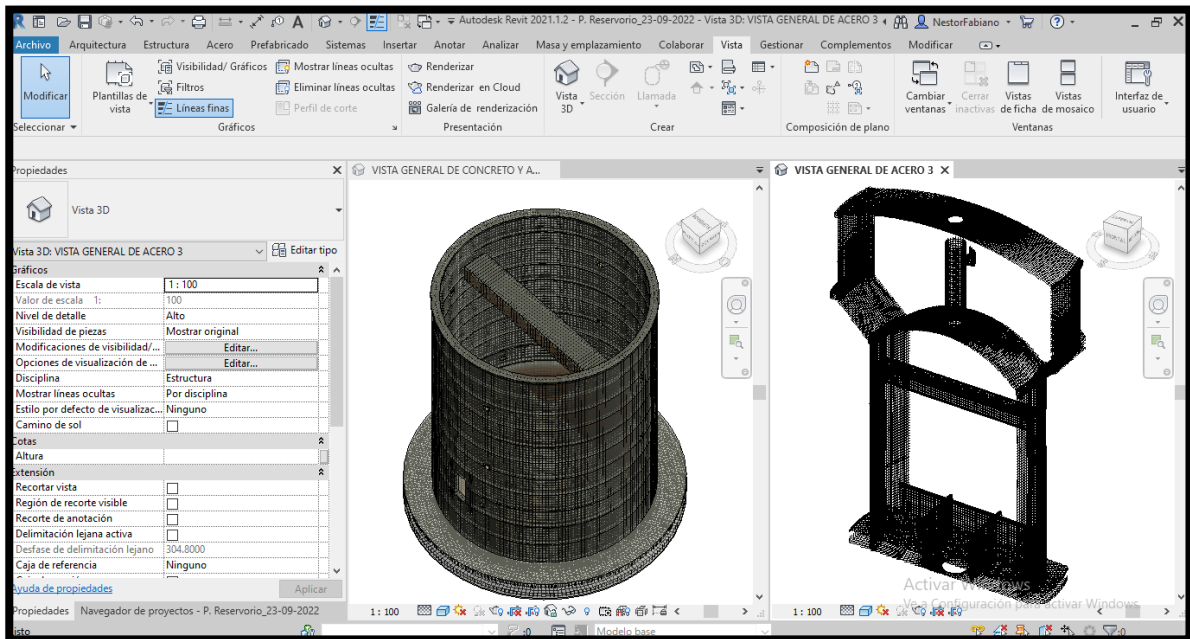 Autodesk Revit 2021.1.2 - P. Reservorio_23-09-2022 - Vista 3D: VISTA GENERAL DE ACERO 3
NestorFabiano
Archivo Arquitectura Estructura Acero Prefabricado Sistemas Insertar Anotar Analizar Masa y emplazamiento Colaborar Vista Gestionar Complementos Modificar
Modificar
Seleccionar
Plantillas de vista
Visibilidad/ Gráficos
Filtros
Líneas finas
Mostrar líneas ocultas
Eliminar líneas ocultas
Perfil de corte
Gráficos
Renderizar
Renderizar en Cloud
Galería de renderización
Presentación
Vista 3D
Sección
Llamada
Crear
Composición de plano
Cambiar ventanas
Cerrar inactivas
Vistas de ficha
Vistas de mosaico
Ventanas
Interfaz de usuario
Propiedades
Vista 3D
Vista 3D: VISTA GENERAL DE ACERO 3
Editar tipo
Gráficos
Escala de vista 1 : 100
Valor de escala 1: 100
Nivel de detalle Alto
Visibilidad de piezas Mostrar original
Modificaciones de visibilidad/... Editar...
Opciones de visualización de ... Editar...
Disciplina Estructura
Mostrar líneas ocultas Por disciplina
Estilo por defecto de visualizac... Ninguno
Camino de sol
Cotas
Altura
Extensión
Recortar vista
Región de recorte visible
Recorte de anotación
Delimitación lejana activa
Desfase de delimitación lejano 304.8000
Caja de referencia Ninguno
Ayuda de propiedades
Aplicar
Propiedades
Navegador de proyectos - P. Reservorio_23-09-2022
VISTA GENERAL DE CONCRETO Y A...
1 : 100
VISTA GENERAL DE ACERO 3
Activar Windows
Ve a Configuración para activar Windows.
1 : 100
:0
Modelo base
:0